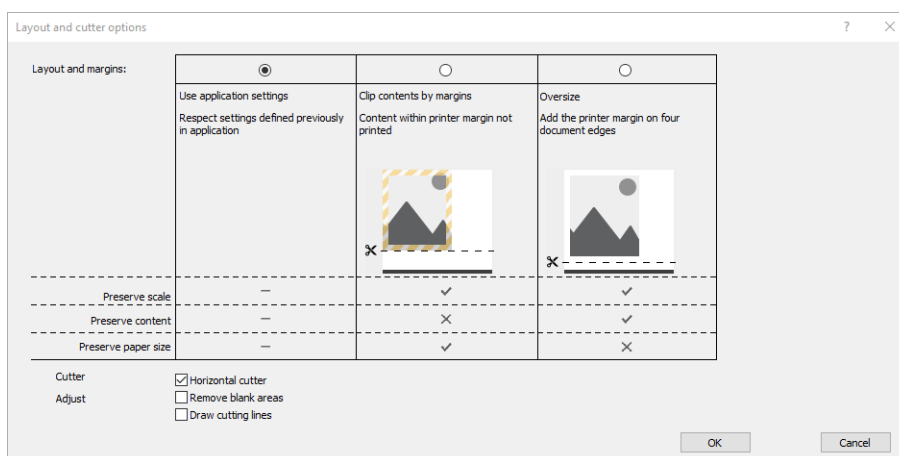 Layout and cutter options
Layout and margins:
Use application settings
Respect settings defined previously
in application
Clip contents by margins
Content within printer margin not
printed
Oversize
Add the printer margin on four
document edges
Preserve scale
Preserve content
Preserve paper size
Cutter
Horizontal cutter
Adjust
Remove blank areas
Draw cutting lines
OK
Cancel